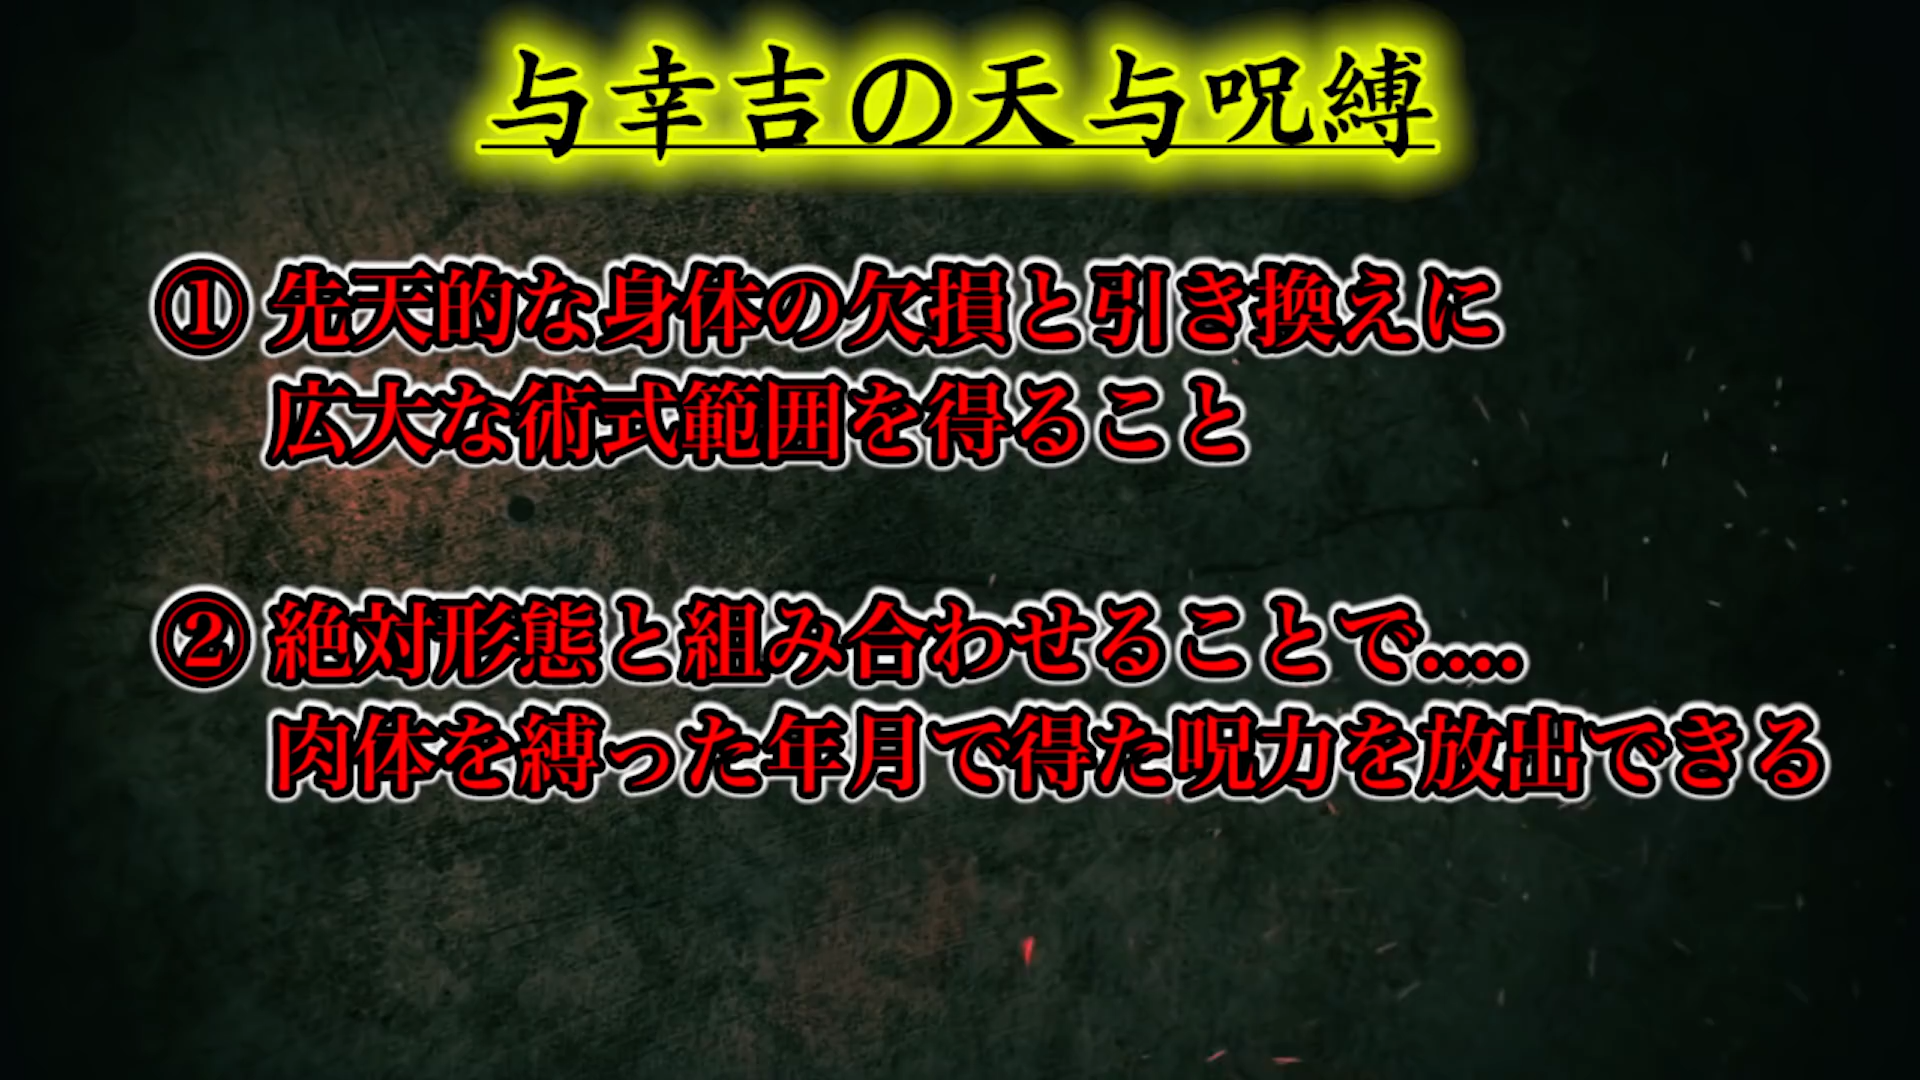 与幸吉の天与呪縛
① 先天的な身体の欠損と引き換えに
広大な術式範囲を得ること
② 絶対形態と組み合わせることで....
肉体を縛った年月で得た呪力を放出できる